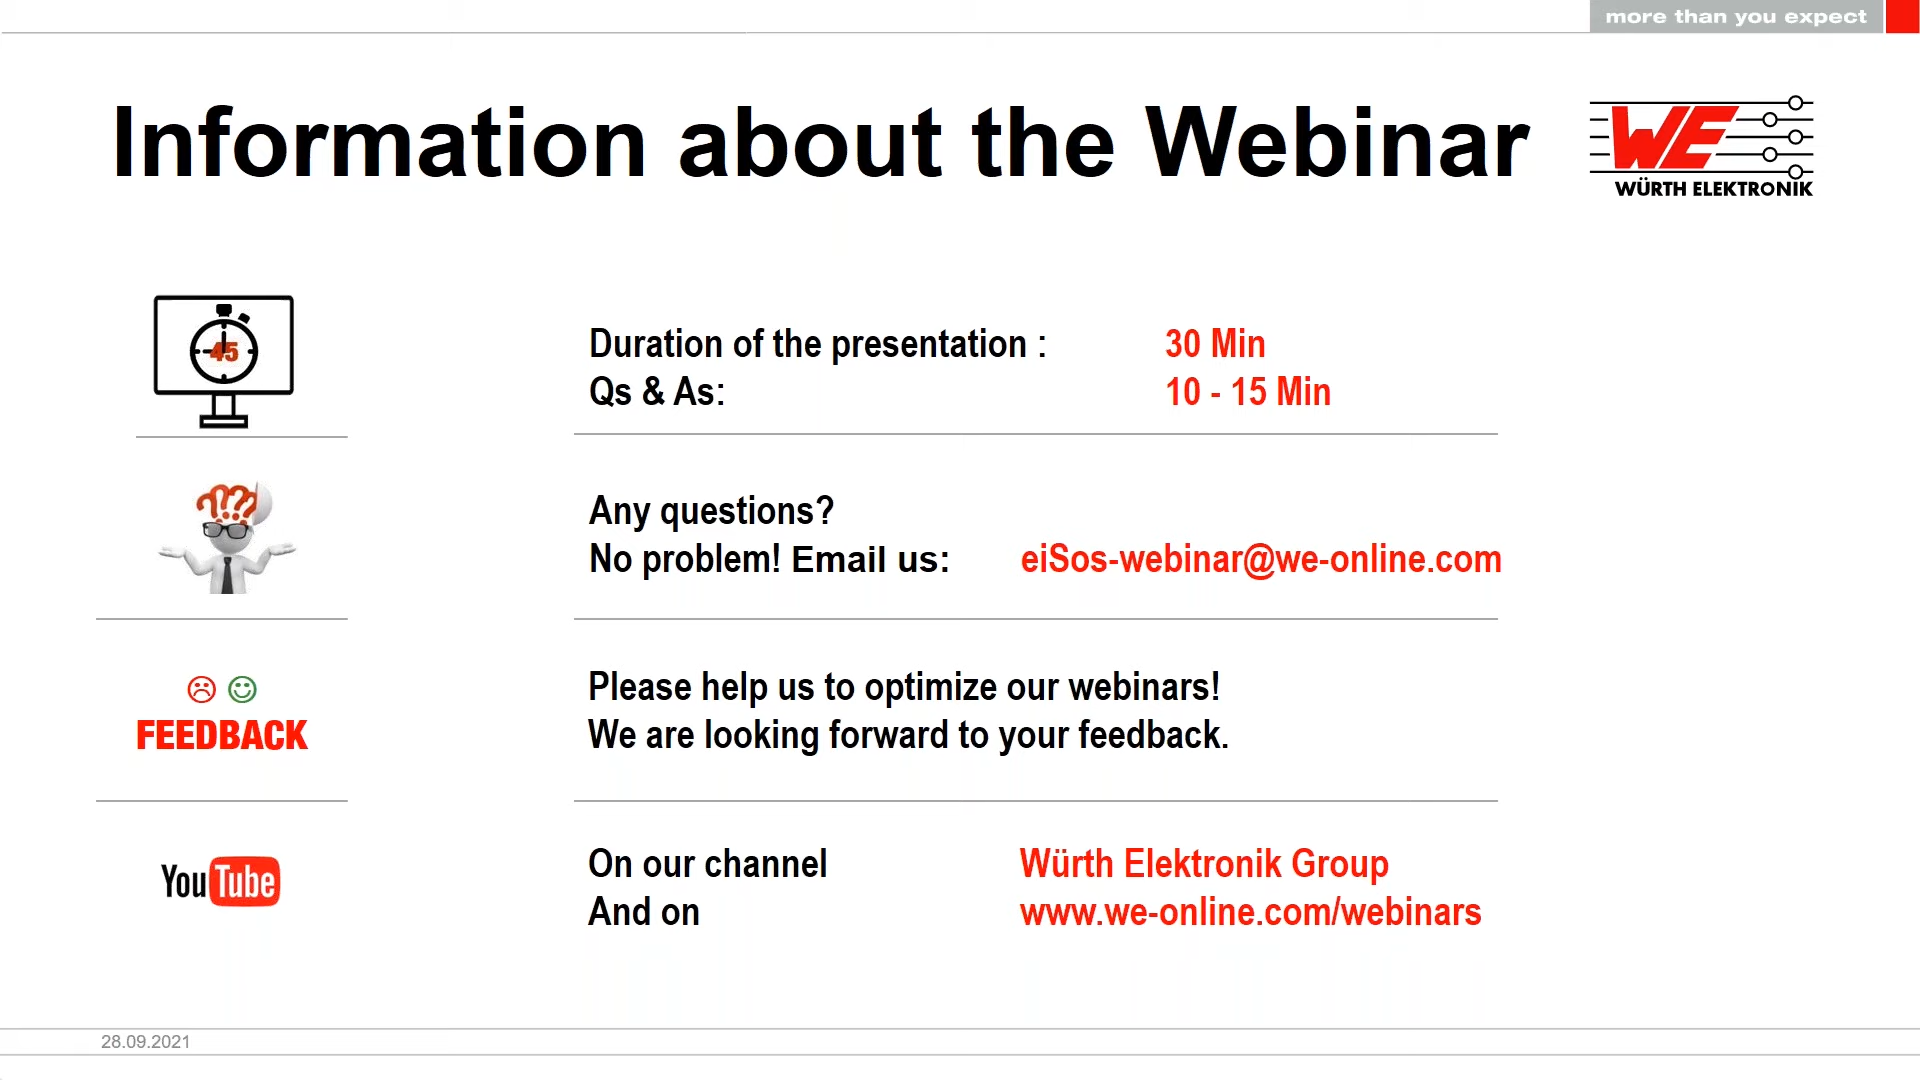 more than you expect
Information about the Webinar
WE
WÜRTH ELEKTRONIK
45
Duration of the presentation : 30 Min
Qs & As: 10 - 15 Min
????
Any questions?
No problem! Email us: eiSos-webinar@we-online.com
FEEDBACK
Please help us to optimize our webinars!
We are looking forward to your feedback.
YouTube
On our channel Würth Elektronik Group
And on www.we-online.com/webinars
28.09.2021